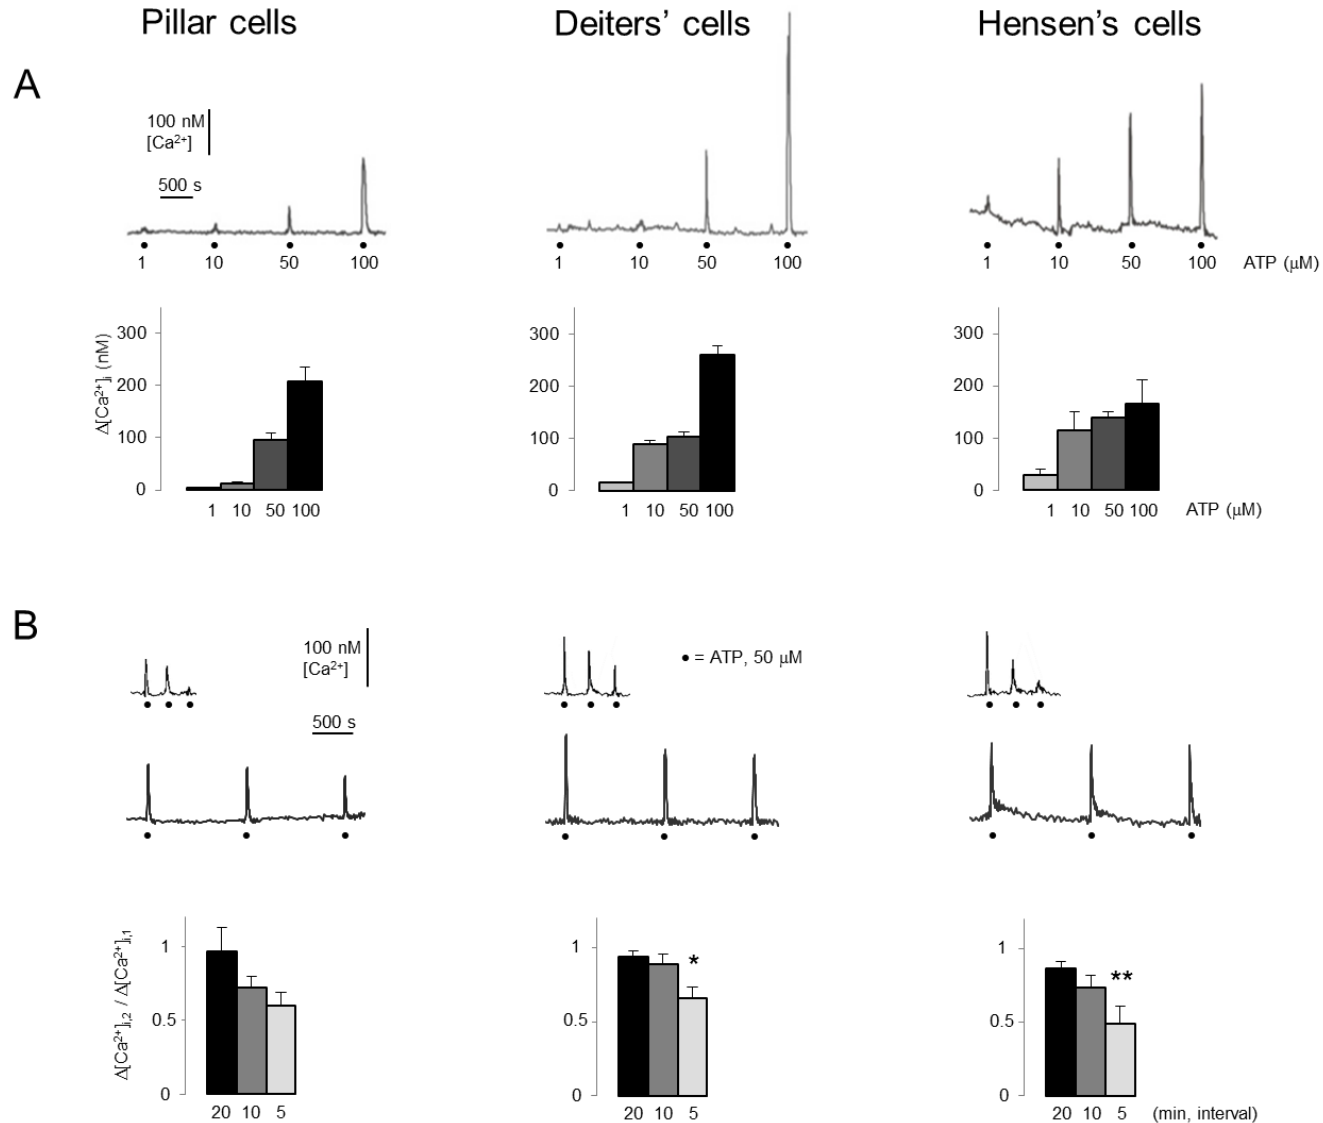 Pillar cells Deiters’ cells Hensen’s cells
A
100 nM
[Ca²⁺]
500 s
1 10 50 100 1 10 50 100 1 10 50 100 ATP (μM)
Δ[Ca²⁺]i (nM)
300 300 300
200 200 200
100 100 100
0 0 0
1 10 50 100 1 10 50 100 1 10 50 100 ATP (μM)
B
100 nM
[Ca²⁺]
• = ATP, 50 μM
500 s
Δ[Ca²⁺]i,2 / Δ[Ca²⁺]i,1
1 1 1
* **
0.5 0.5 0.5
0 0 0
20 10 5 20 10 5 20 10 5 (min, interval)